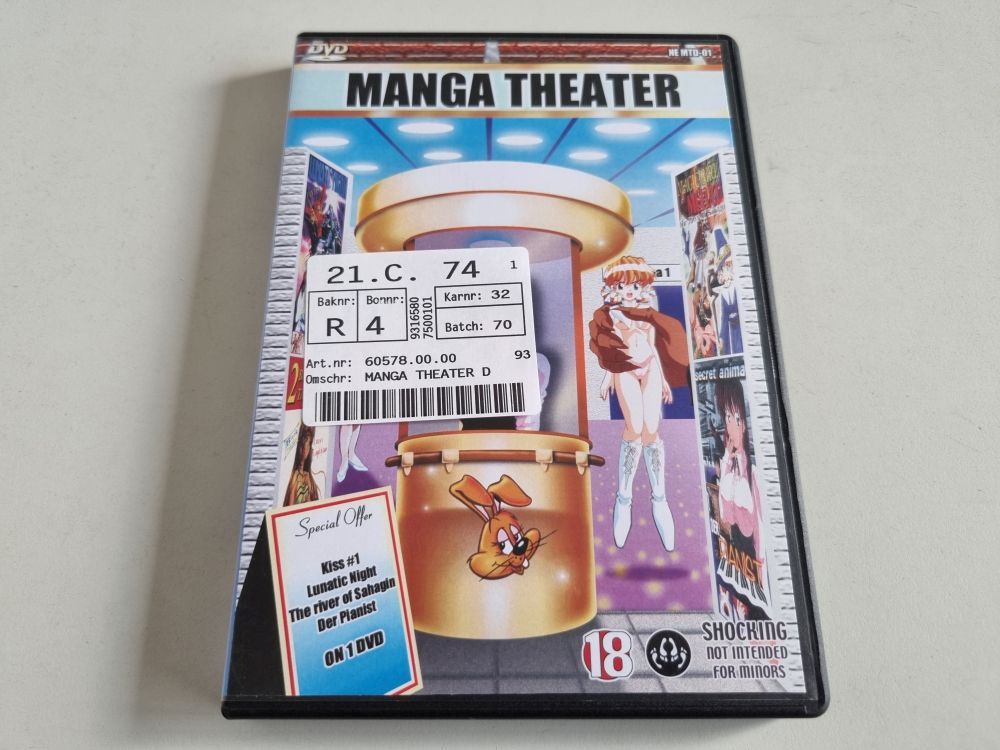 DVD
HE MTD-01
MANGA THEATER
21.C. 74 1
Baknr: R
Bonnr: 4
9316580
7500101
Karnr: 32
Batch: 70
Art.nr: 60578.00.00 93
Omschr: MANGA THEATER D
secret anima
PIANIST
Special Offer
Kiss #1
Lunatic Night
The river of Sahagin
Der Pianist
ON 1 DVD
18
SHOCKING
NOT INTENDED
FOR MINORS